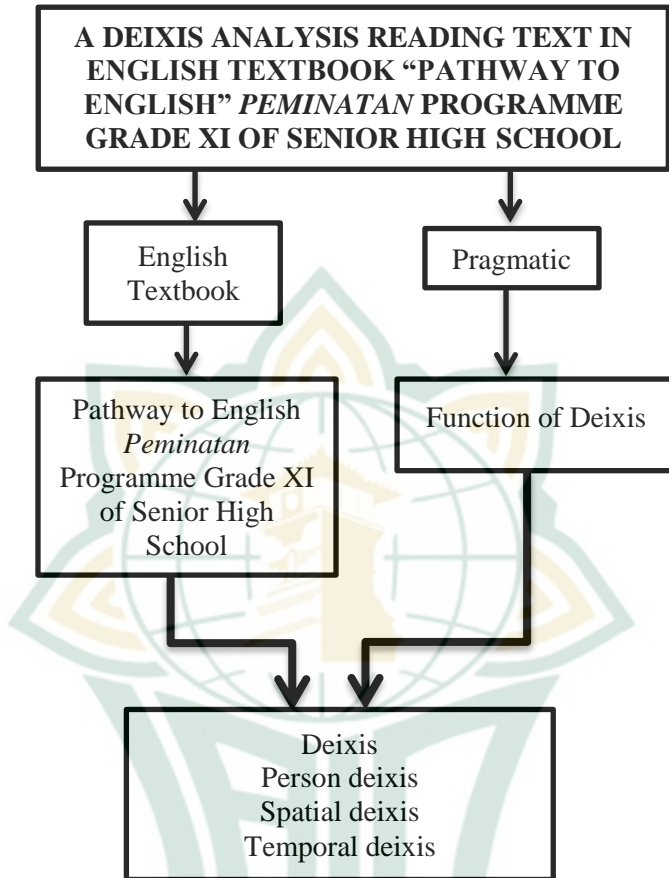 A DEIXIS ANALYSIS READING TEXT IN
ENGLISH TEXTBOOK “PATHWAY TO
ENGLISH” PEMINATAN PROGRAMME
GRADE XI OF SENIOR HIGH SCHOOL
English
Textbook
Pragmatic
Pathway to English
Peminatan
Programme Grade XI
of Senior High
School
Function of Deixis
Deixis
Person deixis
Spatial deixis
Temporal deixis